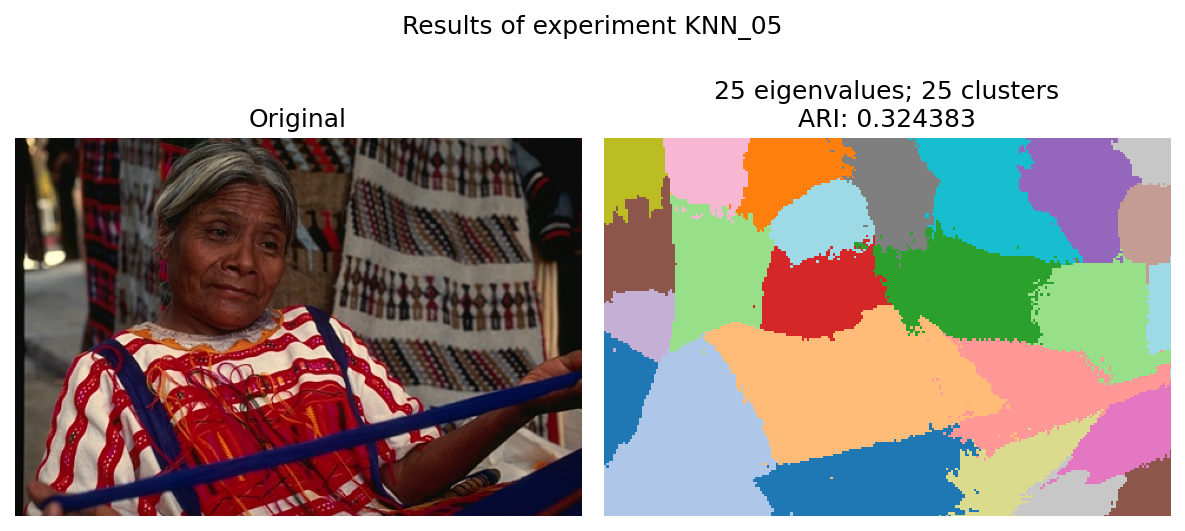 Results of experiment KNN_05
Original
25 eigenvalues; 25 clusters
ARI: 0.324383